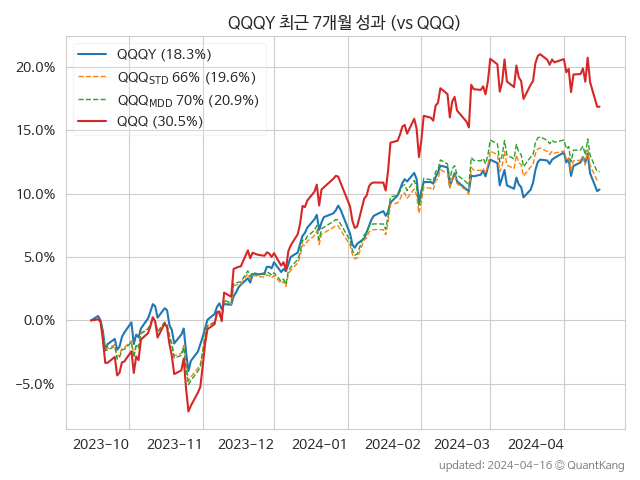 QQQY 최근 7개월 성과 (vs QQQ)
QQQY (18.3%)
QQQSTD 66% (19.6%)
QQQMDD 70% (20.9%)
QQQ (30.5%)
20.0%
15.0%
10.0%
5.0%
0.0%
−5.0%
2023-10 2023-11 2023-12 2024-01 2024-02 2024-03 2024-04
updated: 2024-04-16 © QuantKang